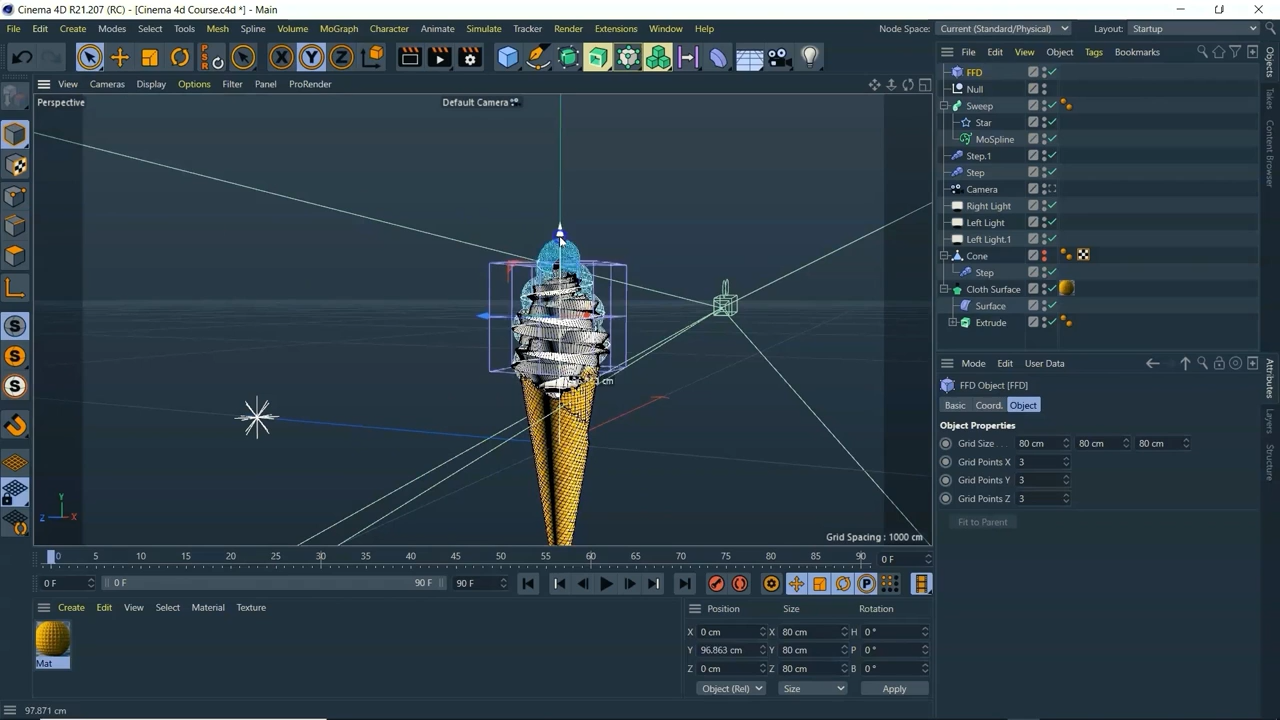 Cinema 4D R21.207 (RC) - [Cinema 4d Course.c4d *] - Main
File Edit Create Modes Select Tools Mesh Spline Volume MoGraph Character Animate Simulate Tracker Render Extensions Window Help Node Space: Current (Standard/Physical) Layout: Startup
X Y Z
File Edit View Object Tags Bookmarks
View Cameras Display Options Filter Panel ProRender
Perspective
Default Camera
FFD
Null
Sweep
Star
MoSpline
Step.1
Step
Camera
Right Light
Left Light
Left Light.1
Cone
Step
Cloth Surface
Surface
Extrude
Objects
Takes
Mode Edit User Data
FFD Object [FFD]
Basic Coord. Object
Object Properties
Grid Size . . . 80 cm 80 cm 80 cm
Grid Points X 3
Grid Points Y 3
Grid Points Z 3
Fit to Parent
Attributes
Layers
Structure
Y
Z X
Grid Spacing : 1000 cm
0 5 10 15 20 25 30 35 40 45 50 55 60 65 70 75 80 85 90 0 F
0 F 0 F 90 F 90 F
Create Edit View Select Material Texture
Mat
Position Size Rotation
X 0 cm X 80 cm H 0 °
Y 96.863 cm Y 80 cm P 0 °
Z 0 cm Z 80 cm B 0 °
Object (Rel) Size Apply
97.871 cm